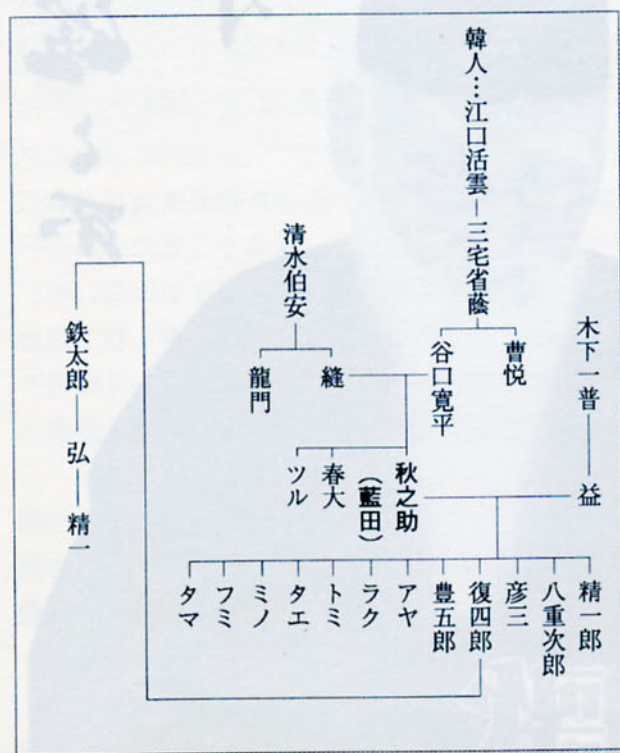 木下一普―益
韓人…江口活雲―三宅省蔭
曹悦
谷口寛平
清水伯安
縫
龍門
秋之助
(藍田)
春大
ツル
精一郎
八重次郎
彦三
復四郎
豊五郎
アヤ
ラク
トミ
タエ
ミノ
フミ
タマ
鉄太郎―弘―精一